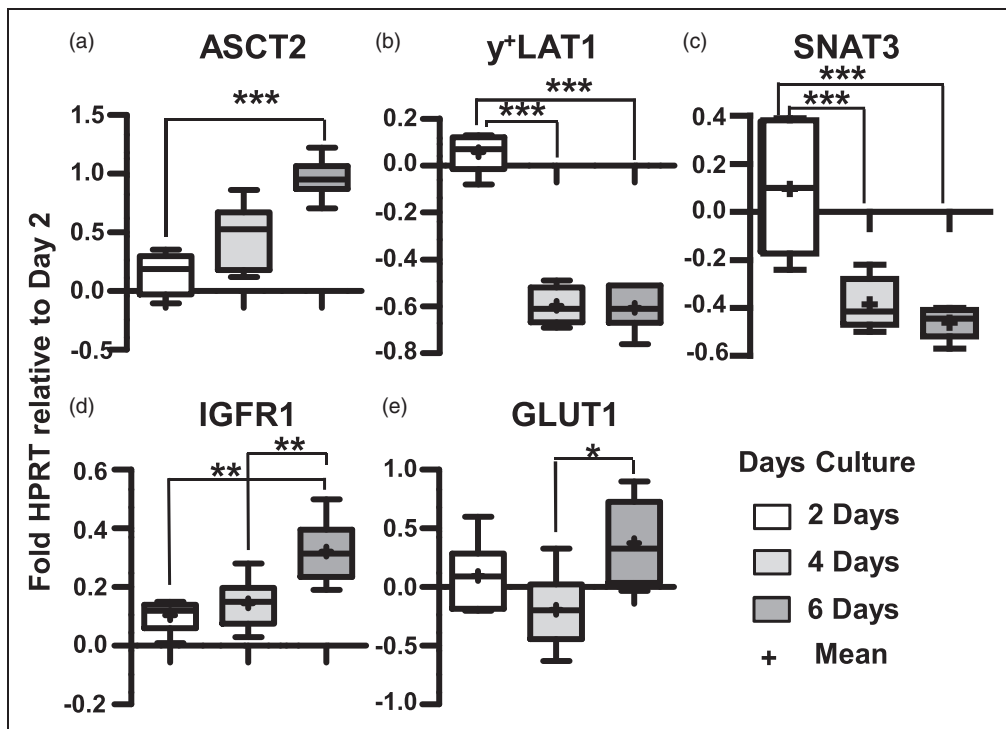 (a)
ASCT2
***
1.5
1.0
0.5
0.0
-0.5
(b)
y⁺LAT1
***
***
0.2
0.0
-0.2
-0.4
-0.6
-0.8
(c)
SNAT3
***
***
0.4
0.2
0.0
-0.2
-0.4
-0.6
Fold HPRT relative to Day 2
(d)
IGFR1
**
**
0.6
0.4
0.2
0.0
-0.2
(e)
GLUT1
*
1.0
0.5
0.0
-0.5
-1.0
Days Culture
2 Days
4 Days
6 Days
+ Mean